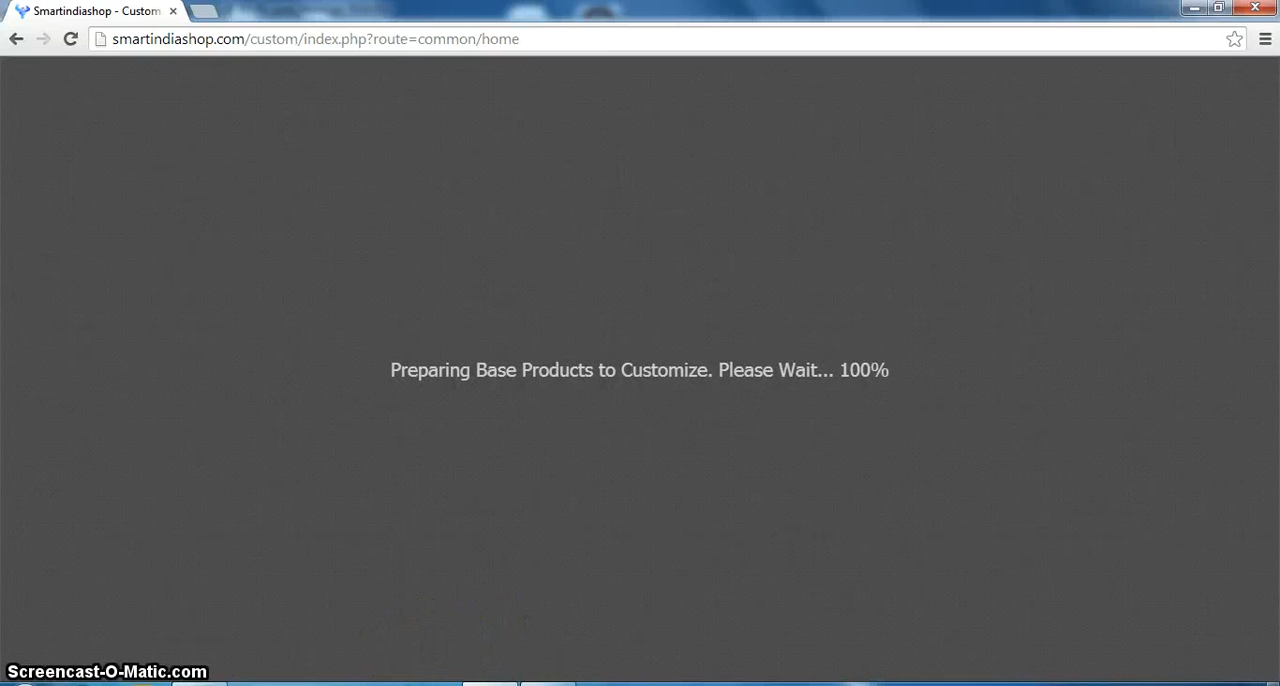 Smartindiashop - Custom
smartindiashop.com/custom/index.php?route=common/home
Preparing Base Products to Customize. Please Wait... 100%
Screencast-O-Matic.com